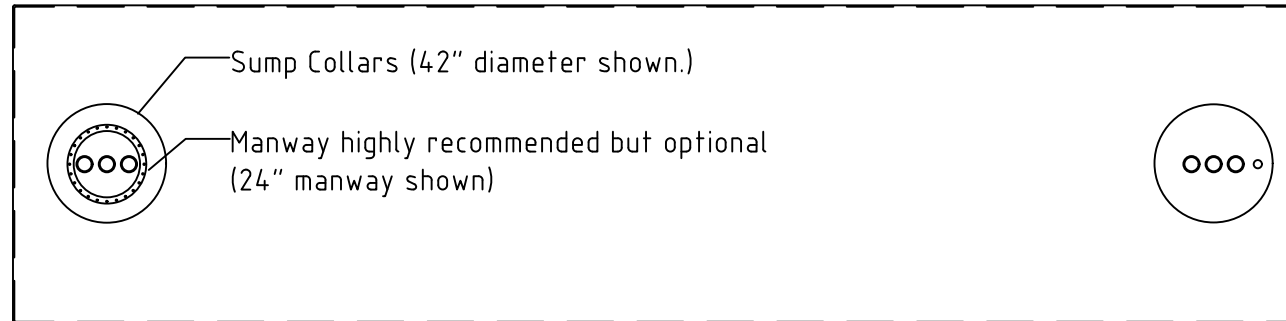 Sump Collars (42" diameter shown.)
Manway highly recommended but optional
(24" manway shown)